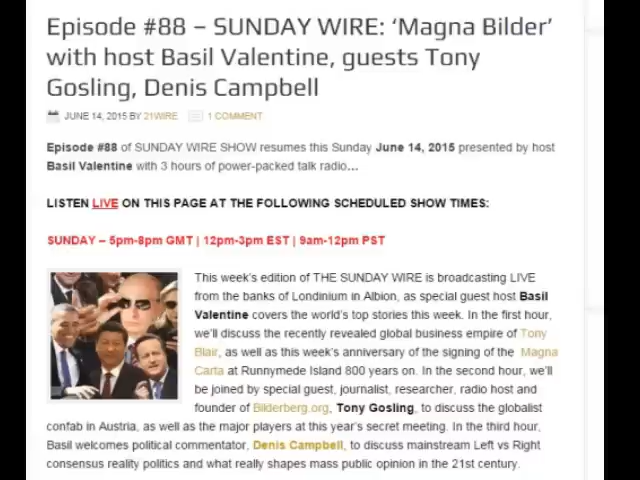 Episode #88 – SUNDAY WIRE: ‘Magna Bilder’
with host Basil Valentine, guests Tony
Gosling, Denis Campbell
JUNE 14, 2015 BY 21WIRE 1 COMMENT
Episode #88 of SUNDAY WIRE SHOW resumes this Sunday June 14, 2015 presented by host
Basil Valentine with 3 hours of power-packed talk radio…
LISTEN LIVE ON THIS PAGE AT THE FOLLOWING SCHEDULED SHOW TIMES:
SUNDAY – 5pm-8pm GMT | 12pm-3pm EST | 9am-12pm PST
This week's edition of THE SUNDAY WIRE is broadcasting LIVE
from the banks of Londinium in Albion, as special guest host Basil
Valentine covers the world's top stories this week. In the first hour,
we'll discuss the recently revealed global business empire of Tony
Blair, as well as this week's anniversary of the signing of the Magna
Carta at Runnymede Island 800 years on. In the second hour, we'll
be joined by special guest, journalist, researcher, radio host and
founder of Bilderberg.org, Tony Gosling, to discuss the globalist
confab in Austria, as well as the major players at this year's secret meeting. In the third hour,
Basil welcomes political commentator, Denis Campbell, to discuss mainstream Left vs Right
consensus reality politics and what really shapes mass public opinion in the 21st century.